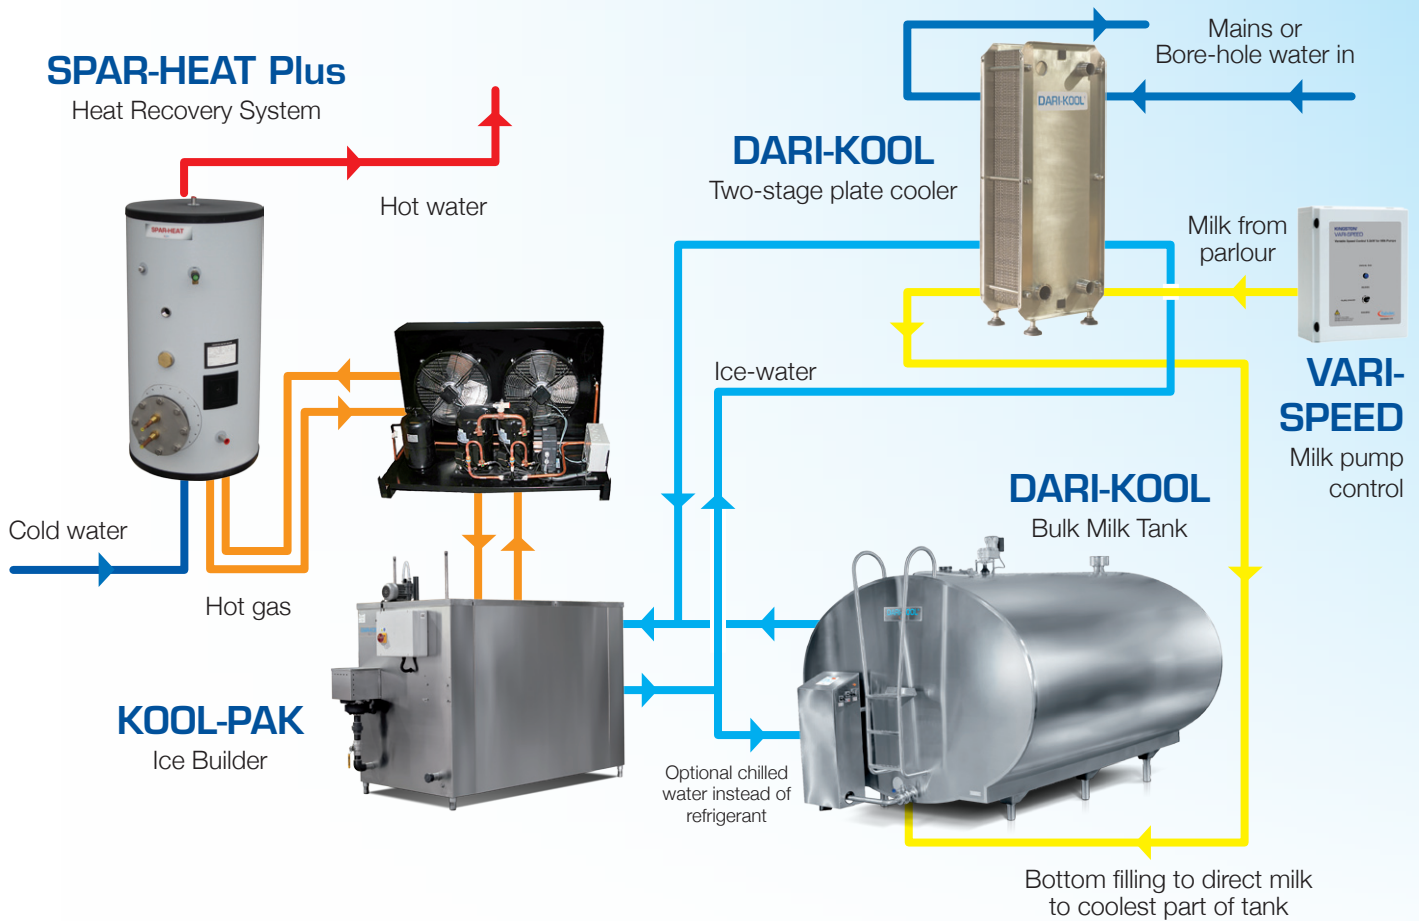 SPAR-HEAT Plus
Heat Recovery System
Hot water
SPAR-HEAT
Cold water
Hot gas
KOOL-PAK
Ice Builder
Mains or
Bore-hole water in
DARI-KOOL
DARI-KOOL
Two-stage plate cooler
Milk from
parlour
VARI-SPEED
VARI-
SPEED
Milk pump
control
Ice-water
DARI-KOOL
Bulk Milk Tank
Optional chilled
water instead of
refrigerant
Bottom filling to direct milk
to coolest part of tank